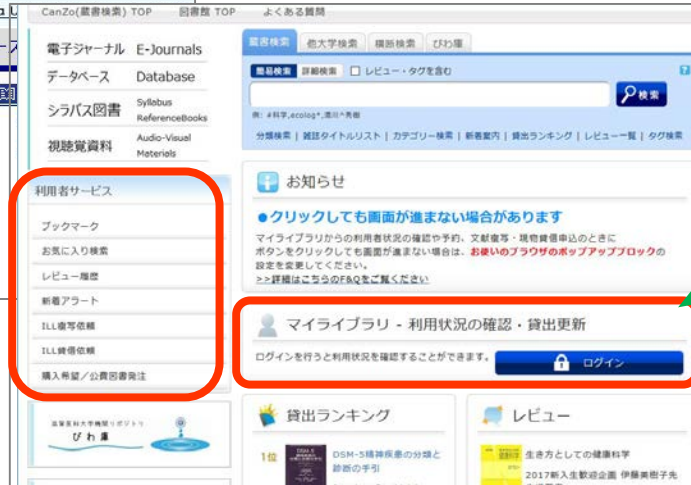 CanZo(蔵書検索) TOP 図書館 TOP よくある質問
電子ジャーナル E-Journals
データベース Database
シラバス図書 Syllabus ReferenceBooks
視聴覚資料 Audio-Visual Materials
利用者サービス
ブックマーク
お気に入り検索
レビュー履歴
新着アラート
ILL複写依頼
ILL貸借依頼
購入希望/公費図書発注
滋賀医科大学機関リポジトリ
びわ庫
蔵書検索 他大学検索 横断検索 びわ庫
簡易検索 詳細検索 レビュー・タグを含む
検索
例: #科学,ecolog*,湯川^秀樹
分類検索 | 雑誌タイトルリスト | カテゴリー検索 | 新着案内 | 貸出ランキング | レビュー一覧 | タグ検索
お知らせ
●クリックしても画面が進まない場合があります
マイライブラリからの利用者状況の確認や予約、文献複写・現物貸借申込のときに
ボタンをクリックしても画面が進まない場合は、お使いのブラウザのポップアップブロックの
設定を変更してください。
>>詳細はこちらのF&Qをご覧ください
マイライブラリ - 利用状況の確認・貸出更新
ログインを行うと利用状況を確認することができます。
ログイン
貸出ランキング
1位 DSM-5精神疾患の分類と
診断の手引
レビュー
生き方としての健康科学
2017新入生歓迎企画 伊藤美樹子先